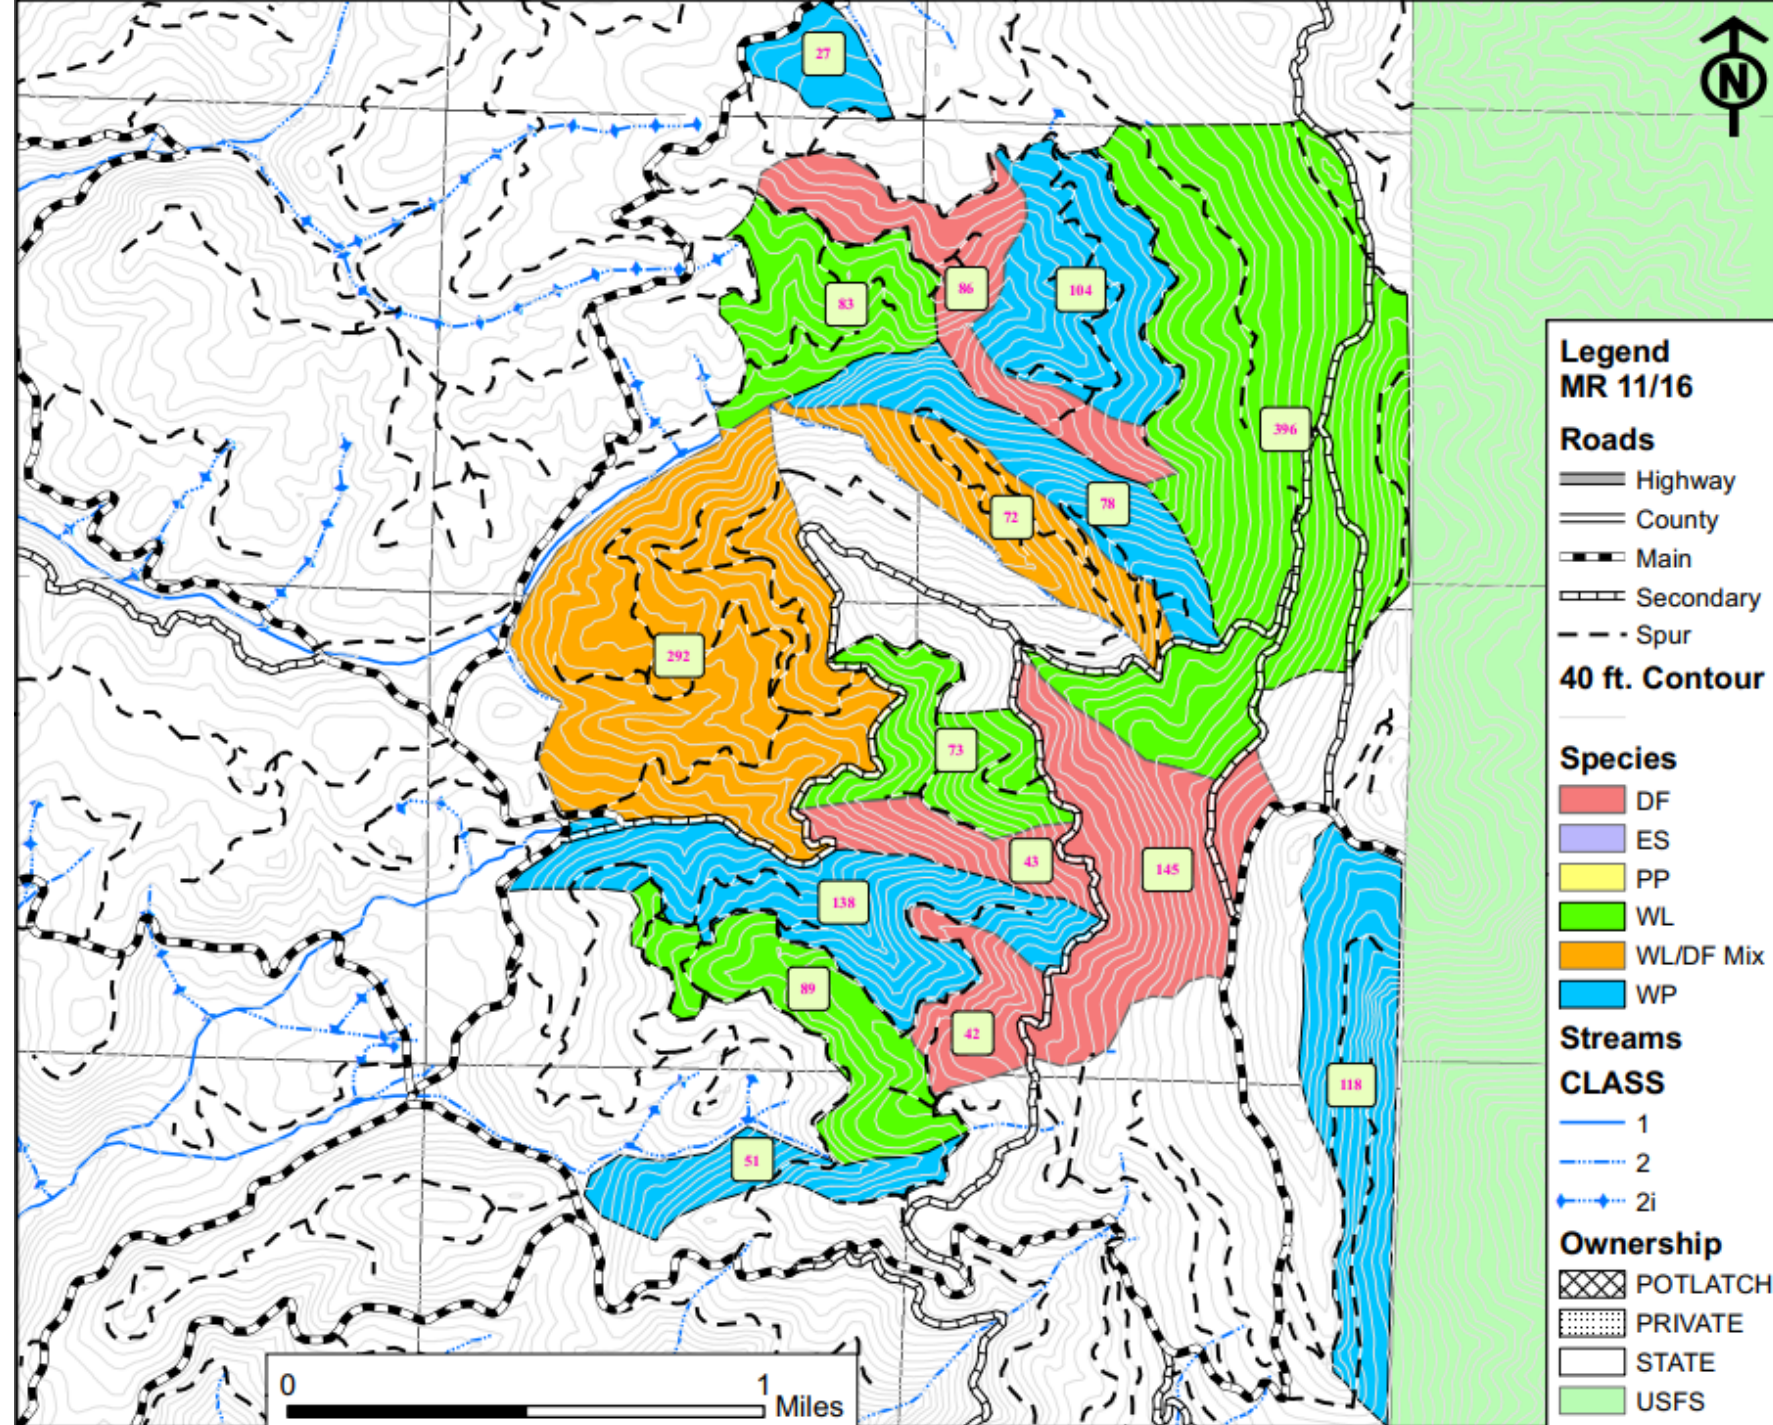 27
N
83
86
104
396
72
78
292
73
43
145
138
89
42
118
51
0 1
Miles
Legend
MR 11/16
Roads
Highway
County
Main
Secondary
Spur
40 ft. Contour
Species
DF
ES
PP
WL
WL/DF Mix
WP
Streams
CLASS
1
2
2i
Ownership
POTLATCH
PRIVATE
STATE
USFS